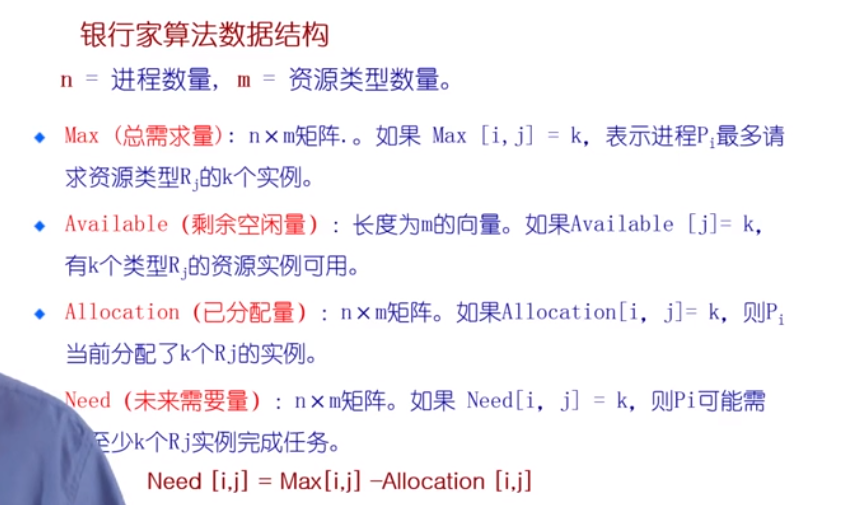 银行家算法数据结构
n = 进程数量, m = 资源类型数量。
Max (总需求量): n×m矩阵.。如果 Max [i,j] = k, 表示进程Pi最多请
求资源类型Rj的k个实例。
Available (剩余空闲量) : 长度为m的向量。如果Available [j]= k,
有k个类型Rj的资源实例可用。
Allocation (已分配量) : n×m矩阵。如果Allocation[i, j]= k, 则Pi
当前分配了k个Rj的实例。
Need (未来需要量) : n×m矩阵。如果 Need[i, j] = k, 则Pi可能需
至少k个Rj实例完成任务。
Need [i,j] = Max[i,j] –Allocation [i,j]